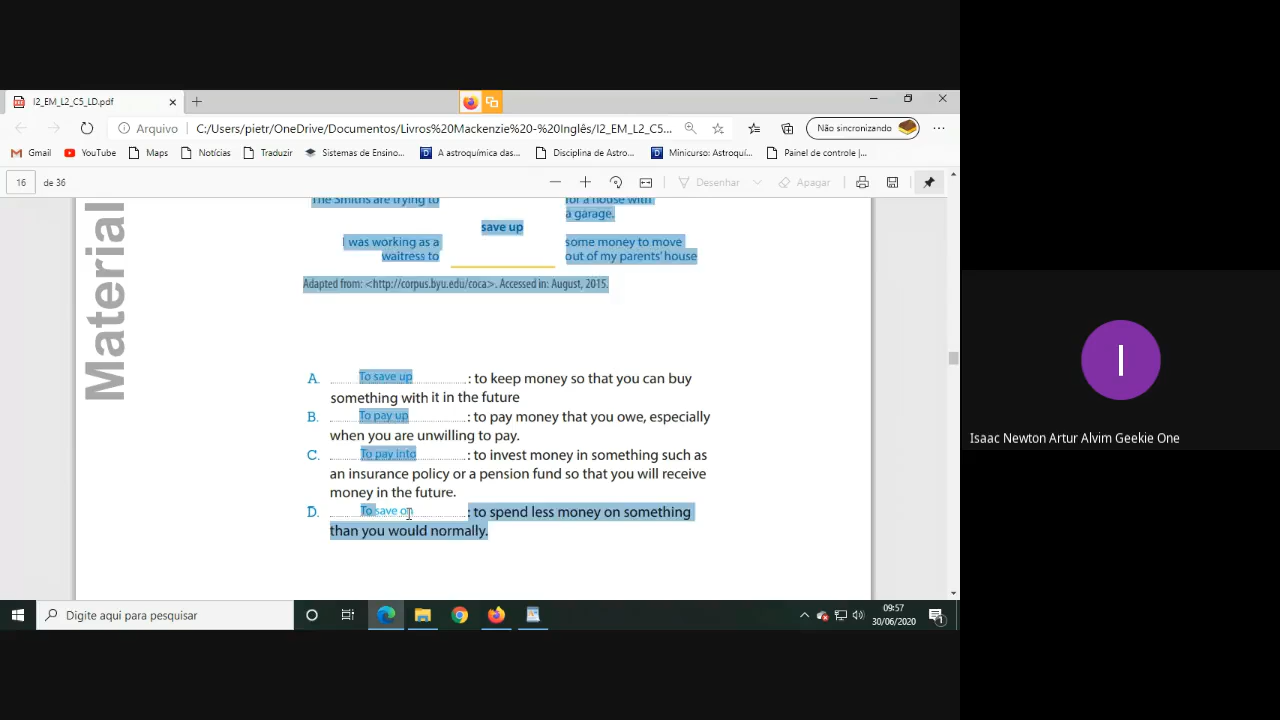 I2_EM_L2_C5_LD.pdf
Arquivo
C:/Users/pietr/OneDrive/Documentos/Livros%20Mackenzie%20-%20Inglês/I2_EM_L2_C5...
Não sincronizando
Gmail
YouTube
Maps
Notícias
Traduzir
Sistemas de Ensino...
A astroquímica das...
Disciplina de Astro...
Minicurso: Astroquí...
Painel de controle |...
16 de 36
Desenhar
Apagar
Material
The Smiths are trying to
for a house with
a garage.
save up
I was working as a
waitress to
some money to move
out of my parents' house
Adapted from: <http://corpus.byu.edu/coca>. Accessed in: August, 2015.
A. To save up : to keep money so that you can buy
something with it in the future
B. To pay up : to pay money that you owe, especially
when you are unwilling to pay.
C. To pay into : to invest money in something such as
an insurance policy or a pension fund so that you will receive
money in the future.
D. To save on : to spend less money on something
than you would normally.
I
Isaac Newton Artur Alvim Geekie One
Digite aqui para pesquisar
09:57
30/06/2020
1